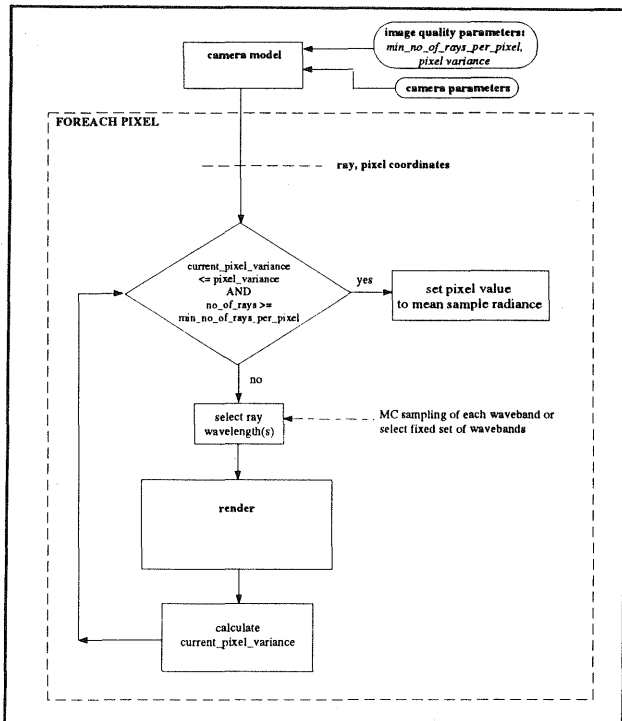 image quality parameters:
min_no_of_rays_per_pixel,
pixel variance
camera model
camera parameters
FOREACH PIXEL
ray, pixel coordinates
current_pixel_variance
<= pixel_variance
AND
no_of_rays >=
min_no_of_rays_per_pixel
yes
set pixel value
to mean sample radiance
no
select ray
wavelength(s)
MC sampling of each waveband or
select fixed set of wavebands
render
calculate
current_pixel_variance